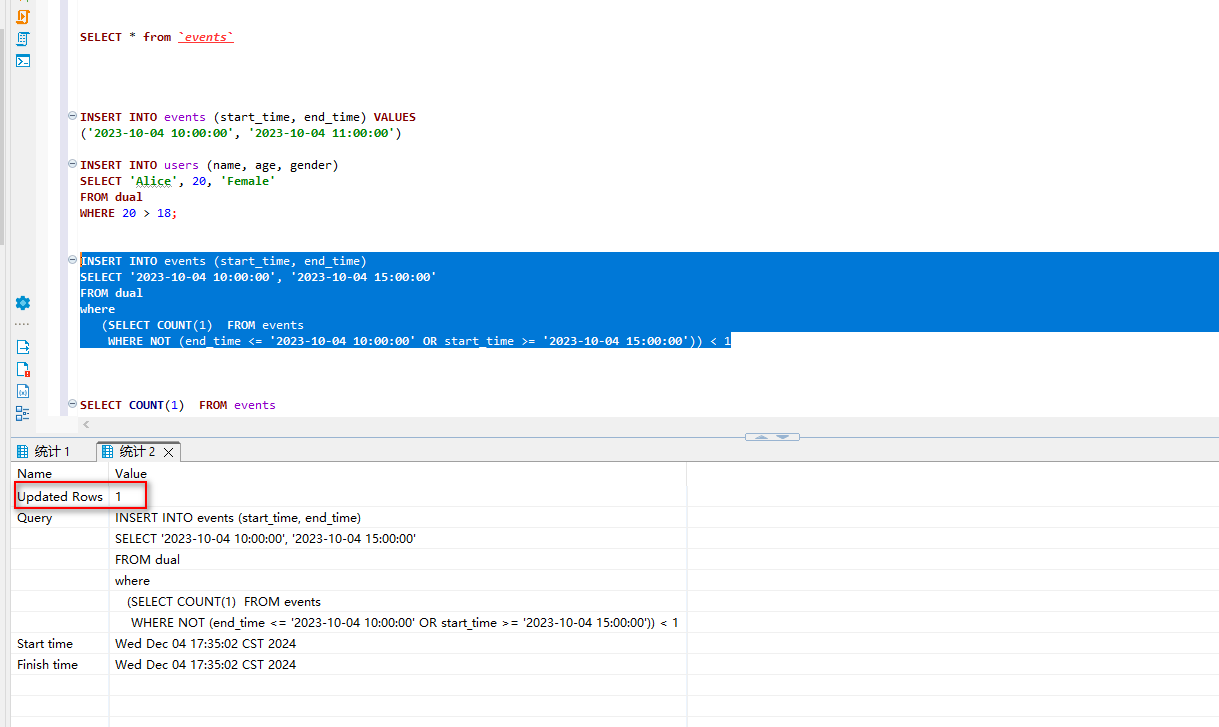 SELECT * from `events`
INSERT INTO events (start_time, end_time) VALUES
('2023-10-04 10:00:00', '2023-10-04 11:00:00')
INSERT INTO users (name, age, gender)
SELECT 'Alice', 20, 'Female'
FROM dual
WHERE 20 > 18;
INSERT INTO events (start_time, end_time)
SELECT '2023-10-04 10:00:00', '2023-10-04 15:00:00'
FROM dual
where
(SELECT COUNT(1)  FROM events
WHERE NOT (end_time <= '2023-10-04 10:00:00' OR start_time >= '2023-10-04 15:00:00')) < 1
SELECT COUNT(1)  FROM events
统计 1 统计 2
Name Value
Updated Rows 1
Query INSERT INTO events (start_time, end_time)
SELECT '2023-10-04 10:00:00', '2023-10-04 15:00:00'
FROM dual
where
(SELECT COUNT(1)  FROM events
WHERE NOT (end_time <= '2023-10-04 10:00:00' OR start_time >= '2023-10-04 15:00:00')) < 1
Start time Wed Dec 04 17:35:02 CST 2024
Finish time Wed Dec 04 17:35:02 CST 2024